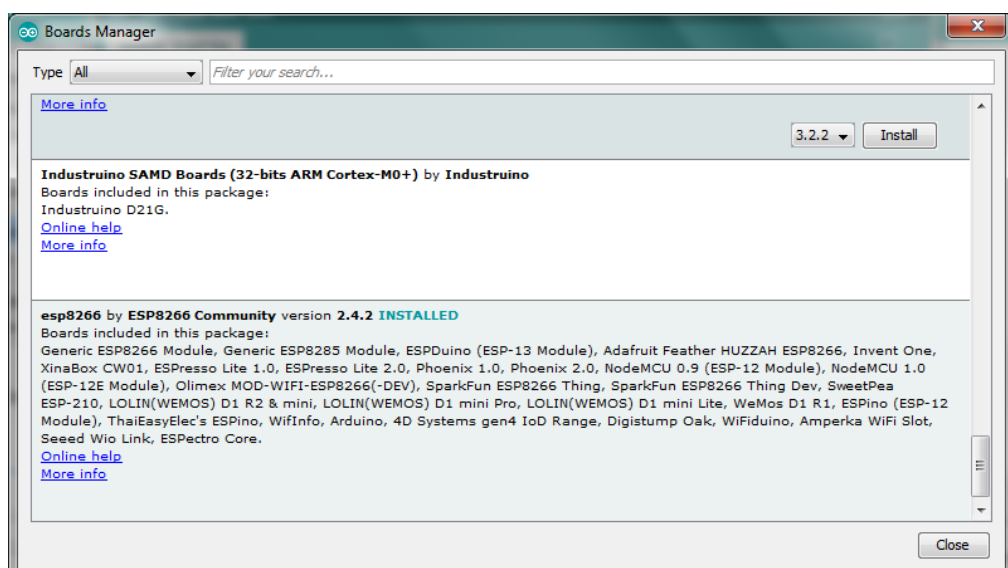 Boards Manager
Type All Filter your search...
More info
3.2.2 Install
Industruino SAMD Boards (32-bits ARM Cortex-M0+) by Industruino
Boards included in this package:
Industruino D21G.
Online help
More info
esp8266 by ESP8266 Community version 2.4.2 INSTALLED
Boards included in this package:
Generic ESP8266 Module, Generic ESP8285 Module, ESPDuino (ESP-13 Module), Adafruit Feather HUZZAH ESP8266, Invent One,
XinaBox CW01, ESPresso Lite 1.0, ESPresso Lite 2.0, Phoenix 1.0, Phoenix 2.0, NodeMCU 0.9 (ESP-12 Module), NodeMCU 1.0
(ESP-12E Module), Olimex MOD-WIFI-ESP8266(-DEV), SparkFun ESP8266 Thing, SparkFun ESP8266 Thing Dev, SweetPea
ESP-210, LOLIN(WEMOS) D1 R2 & mini, LOLIN(WEMOS) D1 mini Pro, LOLIN(WEMOS) D1 mini Lite, WeMos D1 R1, ESPino (ESP-12
Module), ThaiEasyElec's ESPino, WifInfo, Arduino, 4D Systems gen4 IoD Range, Digistump Oak, WiFiduino, Amperka WiFi Slot,
Seeed Wio Link, ESPectro Core.
Online help
More info
Close